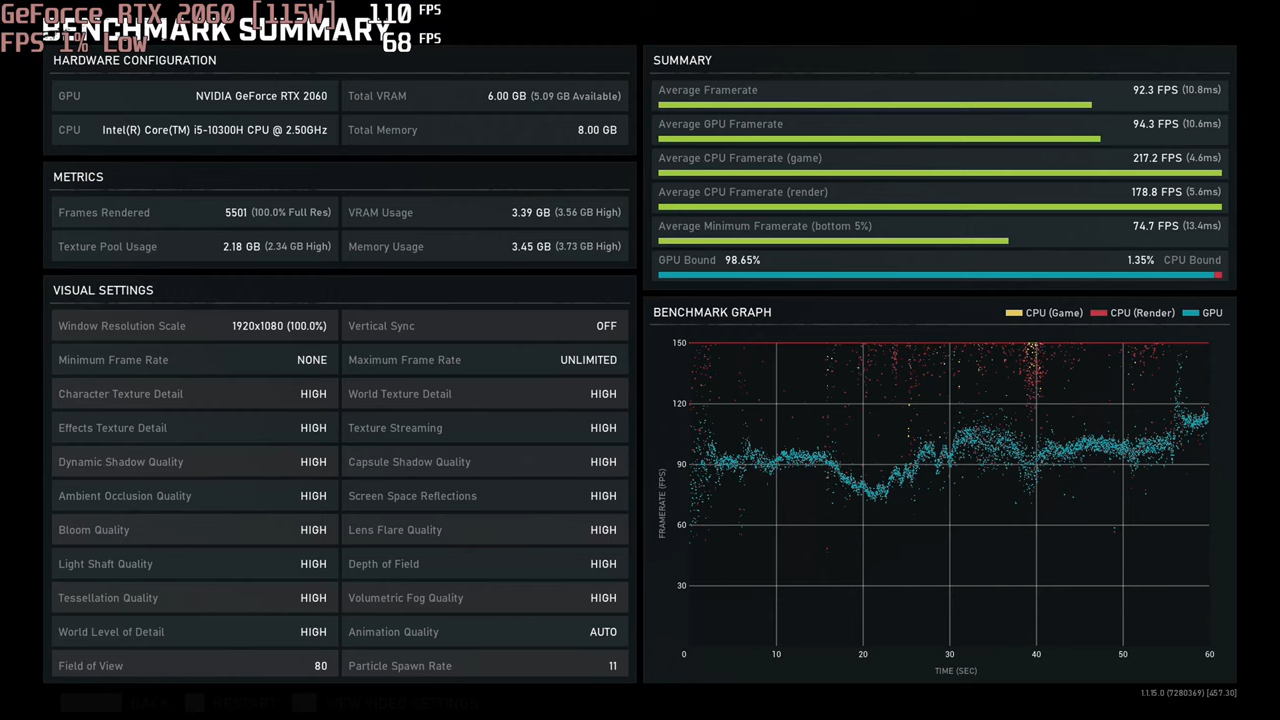 GeForce RTX 2060 [115W] 110 FPS
BENCHMARK SUMMARY
FPS 1% Low 68 FPS
HARDWARE CONFIGURATION
GPU NVIDIA GeForce RTX 2060 Total VRAM 6.00 GB (5.09 GB Available)
CPU Intel(R) Core(TM) i5-10300H CPU @ 2.50GHz Total Memory 8.00 GB
METRICS
Frames Rendered 5501 (100.0% Full Res) VRAM Usage 3.39 GB (3.56 GB High)
Texture Pool Usage 2.18 GB (2.34 GB High) Memory Usage 3.45 GB (3.73 GB High)
VISUAL SETTINGS
Window Resolution Scale 1920x1080 (100.0%) Vertical Sync OFF
Minimum Frame Rate NONE Maximum Frame Rate UNLIMITED
Character Texture Detail HIGH World Texture Detail HIGH
Effects Texture Detail HIGH Texture Streaming HIGH
Dynamic Shadow Quality HIGH Capsule Shadow Quality HIGH
Ambient Occlusion Quality HIGH Screen Space Reflections HIGH
Bloom Quality HIGH Lens Flare Quality HIGH
Light Shaft Quality HIGH Depth of Field HIGH
Tessellation Quality HIGH Volumetric Fog Quality HIGH
World Level of Detail HIGH Animation Quality AUTO
Field of View 80 Particle Spawn Rate 11
BACK RESTART VIEW VIDEO SETTINGS
SUMMARY
Average Framerate 92.3 FPS (10.8ms)
Average GPU Framerate 94.3 FPS (10.6ms)
Average CPU Framerate (game) 217.2 FPS (4.6ms)
Average CPU Framerate (render) 178.8 FPS (5.6ms)
Average Minimum Framerate (bottom 5%) 74.7 FPS (13.4ms)
GPU Bound 98.65% 1.35% CPU Bound
BENCHMARK GRAPH CPU (Game) CPU (Render) GPU
150
120
90
60
30
FRAMERATE (FPS)
0 10 20 30 40 50 60
TIME (SEC)
1.1.15.0 (7280369) [457.30]